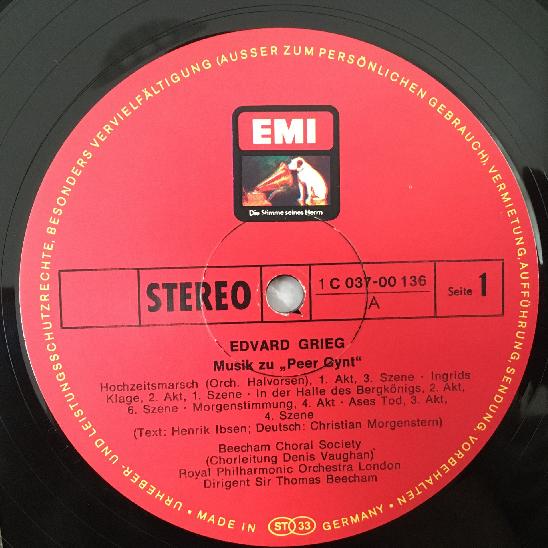 URHEBER- UND LEISTUNGSSCHUTZRECHTE, BESONDERS VERVIELFÄLTIGUNG (AUSSER ZUM PERSÖNLICHEN GEBRAUCH), VERMIETUNG, AUFFÜHRUNG, SENDUNG VORBEHALTEN
EMI
Die Stimme seines Herrn
STEREO
1 C 037-00 136
A
Seite 1
EDVARD GRIEG
Musik zu „Peer Gynt“
Hochzeitsmarsch (Orch. Halvorsen), 1. Akt, 3. Szene · Ingrids
Klage, 2. Akt, 1. Szene · In der Halle des Bergkönigs, 2. Akt,
6. Szene · Morgenstimmung, 4. Akt · Ases Tod, 3. Akt,
4. Szene
(Text: Henrik Ibsen; Deutsch: Christian Morgenstern)
Beecham Choral Society
(Chorleitung Denis Vaughan)
Royal Philharmonic Orchestra London
Dirigent Sir Thomas Beecham
· MADE IN ST 33 GERMANY ·